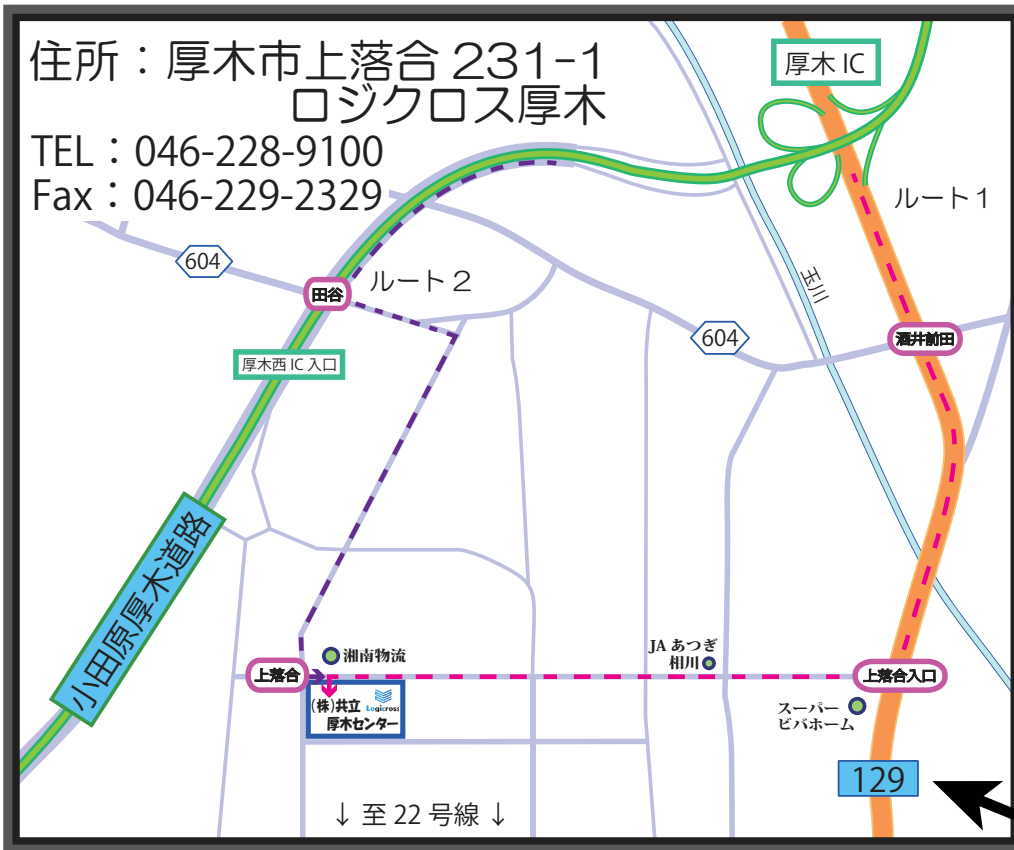 住所：厚木市上落合 231-1
ロジクロス厚木
TEL：046-228-9100
Fax：046-229-2329
厚木 IC
ルート 1
604
田谷
ルート 2
玉川
604
酒井前田
厚木西 IC 入口
小田原厚木道路
湘南物流
JA あつぎ
相川
上落合
上落合入口
(株)共立
Logicross
厚木センター
スーパー
ビバホーム
129
↓ 至 22 号線 ↓